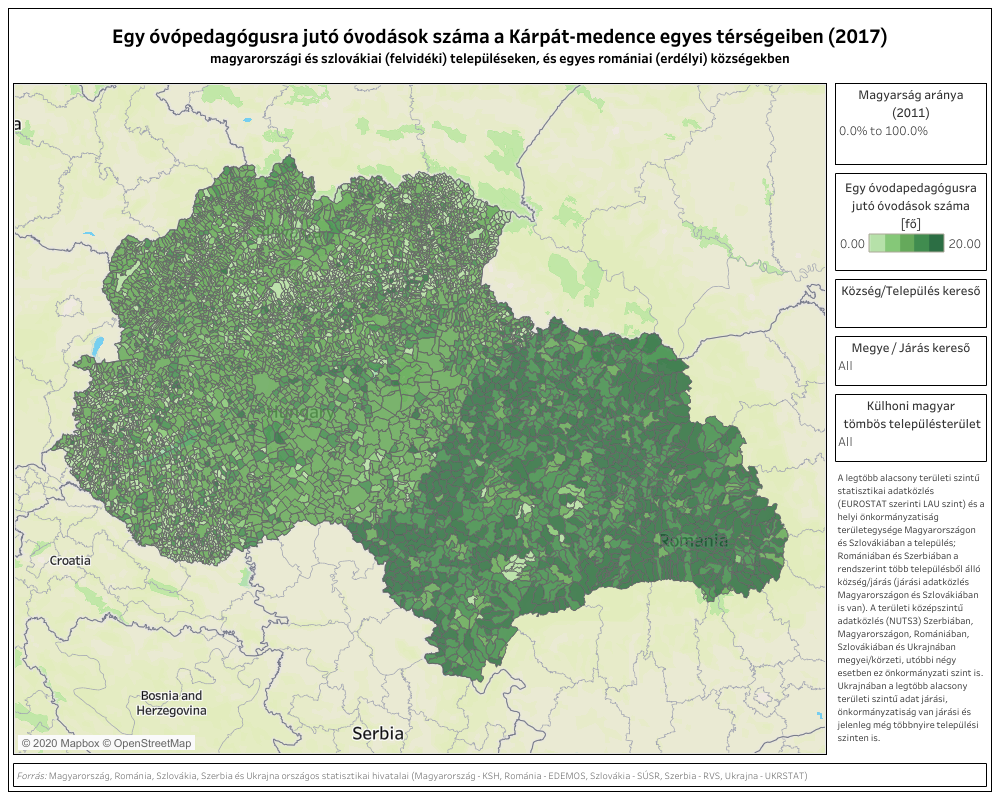 Egy óvópedagógusra jutó óvodások száma a Kárpát-medence egyes térségeiben (2017)
magyarországi és szlovákiai (felvidéki) településeken, és egyes romániai (erdélyi) községekben
a
Hungary
Romania
Croatia
Bosnia and
Herzegovina
Serbia
© 2020 Mapbox © OpenStreetMap
Magyarság aránya
(2011)
0.0% to 100.0%
Egy óvodapedagógusra
jutó óvodások száma
[fő]
0.00 20.00
Község/Település kereső
Megye / Járás kereső
All
Külhoni magyar
tömbös településterület
All
A legtöbb alacsony területi szintű
statisztikai adatközlés
(EUROSTAT szerinti LAU szint) és a
helyi önkormányzatiság
területegysége Magyarországon
és Szlovákiában a település;
Romániában és Szerbiában a
rendszerint több településből álló
község/járás (járási adatközlés
Magyarországon és Szlovákiában
is van). A területi középszintű
adatközlés (NUTS3) Szerbiában,
Magyarországon, Romániában,
Szlovákiában és Ukrajnában
megyei/körzeti, utóbbi négy
esetben ez önkormányzati szint is.
Ukrajnában a legtöbb alacsony
területi szintű adat járási,
önkormányzatiság van járási és
jelenleg még többnyire települési
szinten is.
Forrás: Magyarország, Románia, Szlovákia, Szerbia és Ukrajna országos statisztikai hivatalai (Magyarország - KSH, Románia - EDEMOS, Szlovákia - SÚSR, Szerbia - RVS, Ukrajna - UKRSTAT)